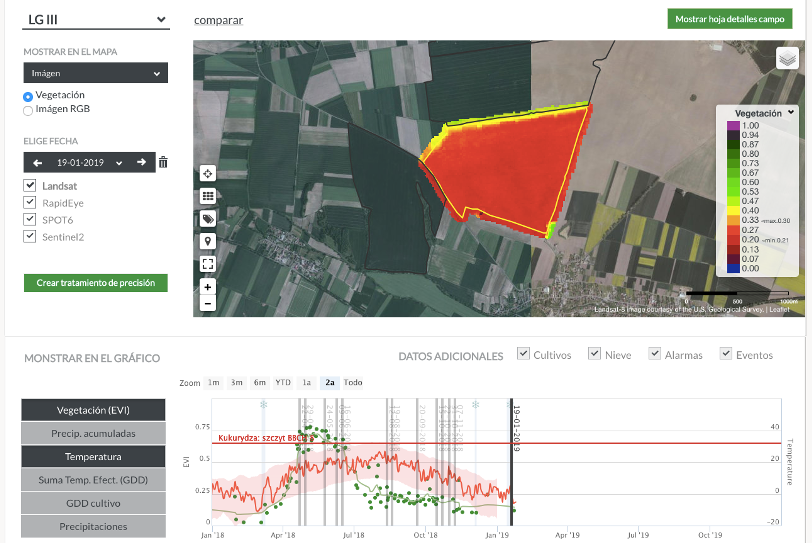 LG III
comparar
Mostrar hoja detalles campo
MOSTRAR EN EL MAPA
Imágen
Vegetación
Imágen RGB
ELIGE FECHA
19-01-2019
Landsat
RapidEye
SPOT6
Sentinel2
Crear tratamiento de precisión
Vegetación
1.00
0.94
0.87
0.80
0.73
0.67
0.60
0.53
0.47
0.40
0.33 -max.0.30
0.27
0.20 -min.0.21
0.13
0.07
0.00
0 500 1000m
Landsat-8 image courtesy of the U.S. Geological Survey. | Leaflet
MONSTRAR EN EL GRÁFICO
DATOS ADICIONALES
Cultivos
Nieve
Alarmas
Eventos
Zoom 1m 3m 6m YTD 1a 2a Todo
Vegetación (EVI)
Precip. acumuladas
Temperatura
Suma Temp. Efect. (GDD)
GDD cultivo
Precipitaciones
EVI
0.75
0.5
0.25
0
Kukurydza: szczyt BBCH
19-01-2019
40
20
0
-20
Temperature
Jan '18
Apr '18
Jul '18
Oct '18
Jan '19
Apr '19
Jul '19
Oct '19